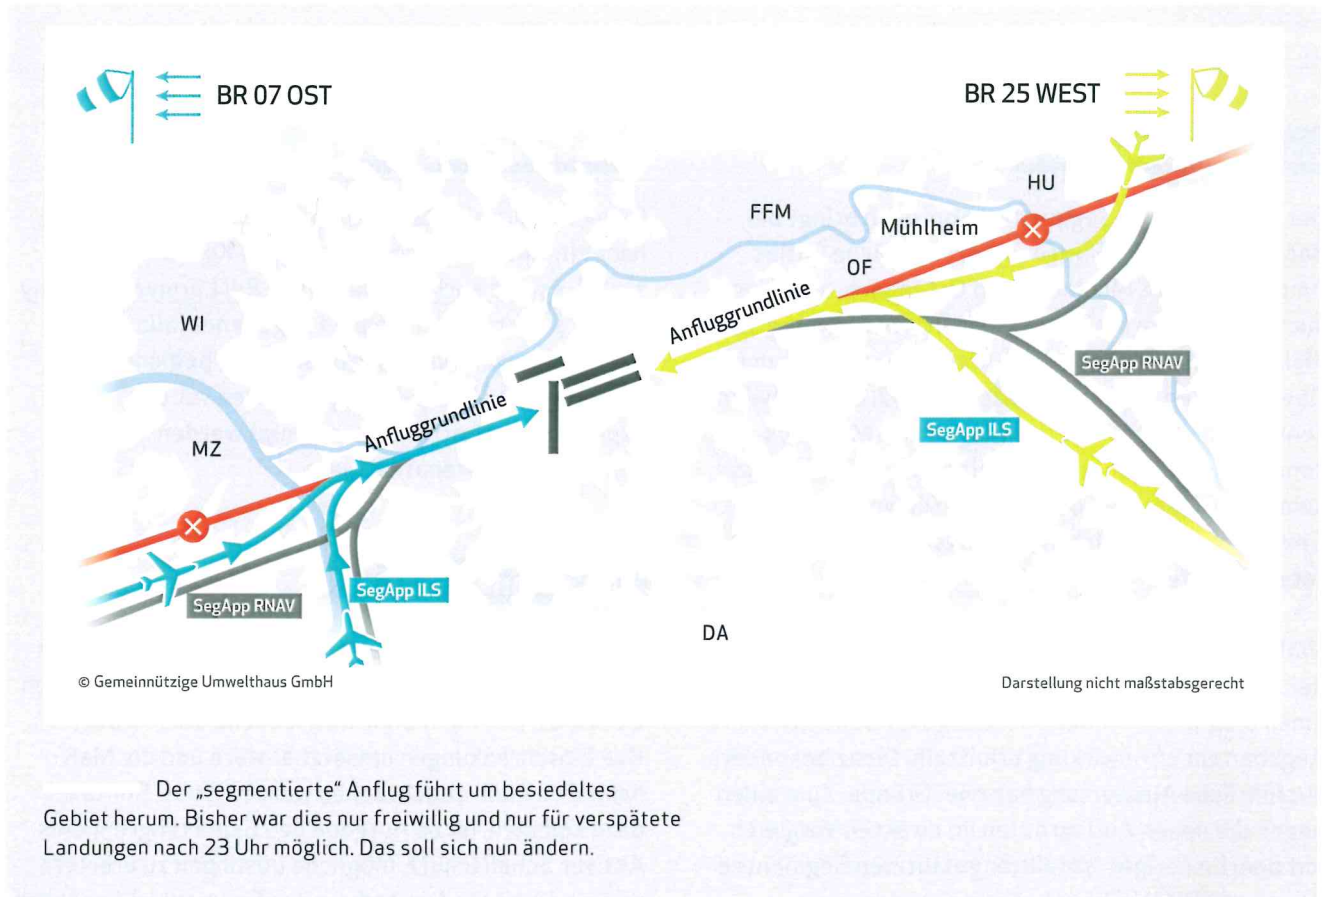 BR 07 OST
BR 25 WEST
HU
FFM
Mühlheim
OF
Anfluggrundlinie
WI
SegApp RNAV
Anfluggrundlinie
SegApp ILS
MZ
SegApp ILS
SegApp RNAV
DA
© Gemeinnützige Umwelthaus GmbH
Darstellung nicht maßstabsgerecht
Der „segmentierte“ Anflug führt um besiedeltes
Gebiet herum. Bisher war dies nur freiwillig und nur für verspätete
Landungen nach 23 Uhr möglich. Das soll sich nun ändern.